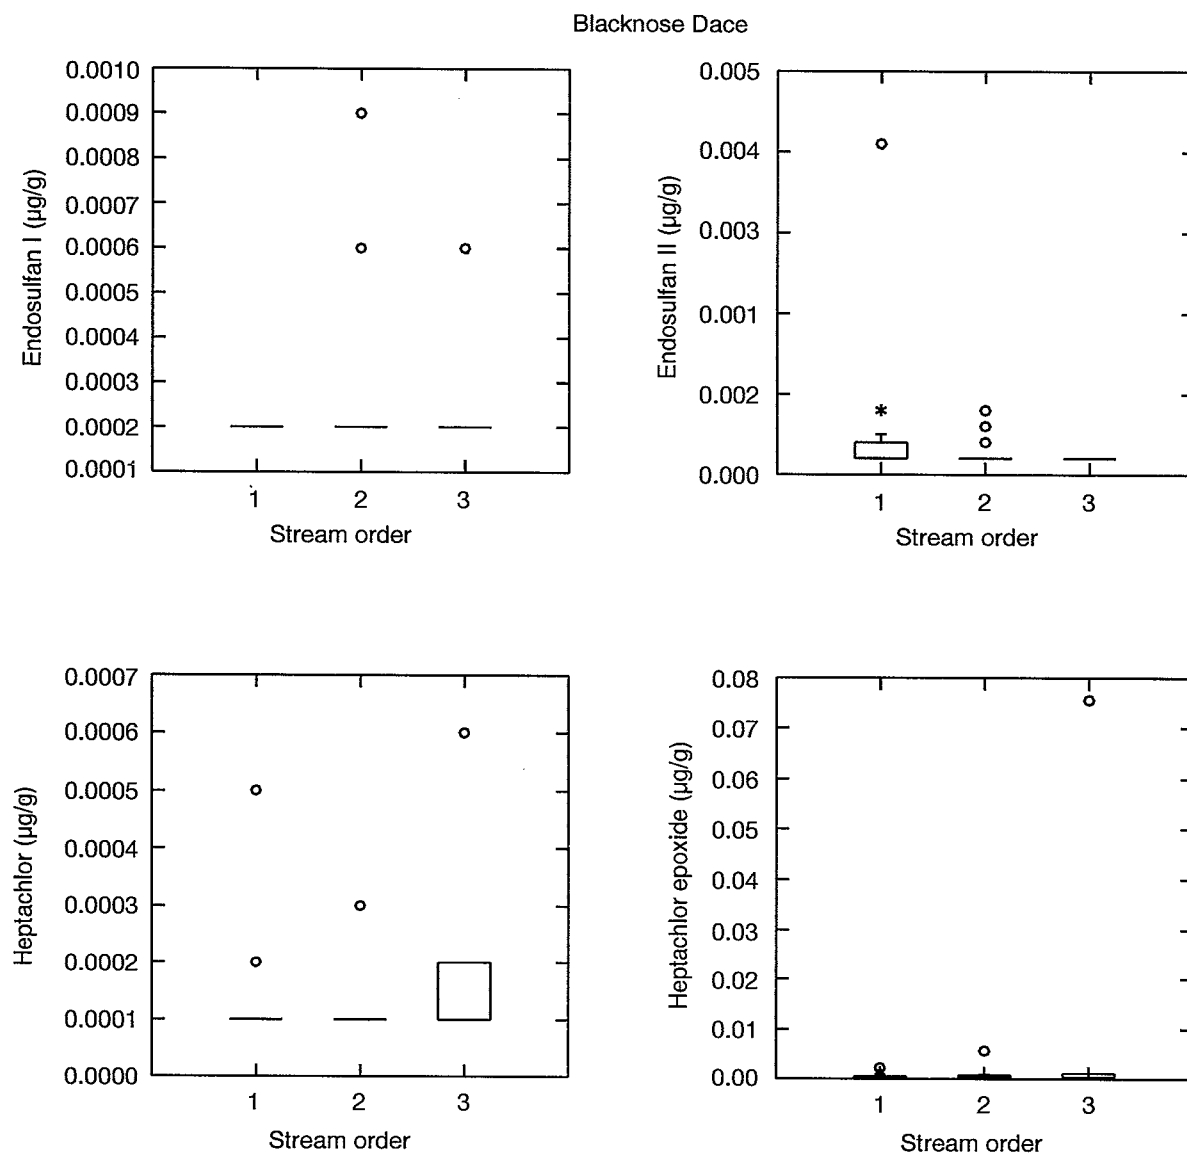 Blacknose Dace
Endosulfan I (µg/g)
0.0010
0.0009
0.0008
0.0007
0.0006
0.0005
0.0004
0.0003
0.0002
0.0001
1 2 3
Stream order
Endosulfan II (µg/g)
0.005
0.004
0.003
0.001
0.002
0.000
1 2 3
Stream order
Heptachlor (µg/g)
0.0007
0.0006
0.0005
0.0004
0.0003
0.0002
0.0001
0.0000
1 2 3
Stream order
Heptachlor epoxide (µg/g)
0.08
0.07
0.06
0.05
0.04
0.03
0.02
0.01
0.00
1 2 3
Stream order